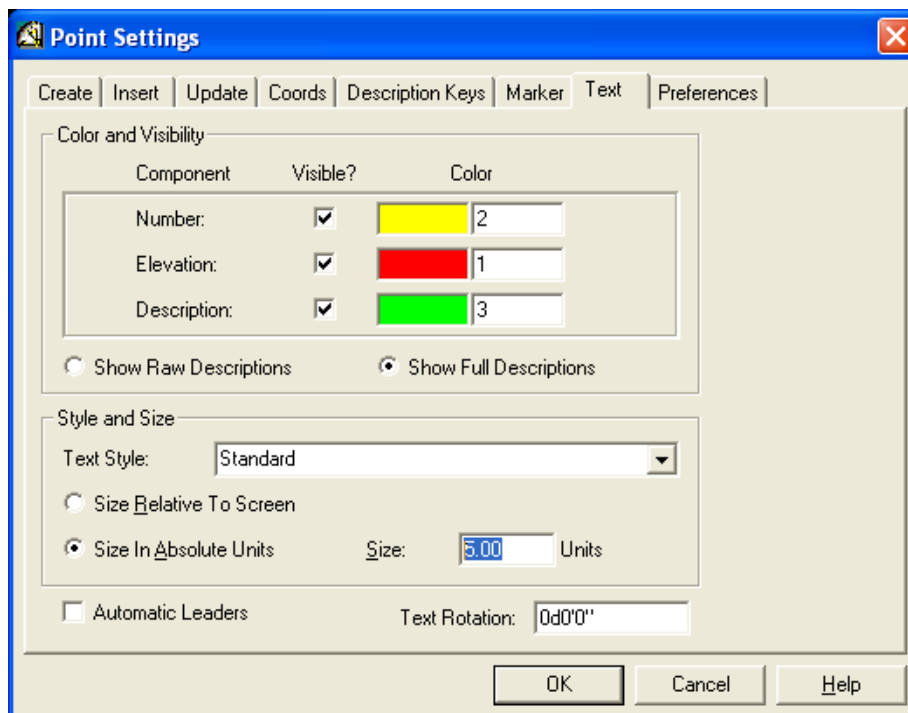 Point Settings
Create Insert Update Coords Description Keys Marker Text Preferences
Color and Visibility
Component Visible? Color
Number: 2
Elevation: 1
Description: 3
Show Raw Descriptions Show Full Descriptions
Style and Size
Text Style: Standard
Size Relative To Screen
Size In Absolute Units Size: 5.00 Units
Automatic Leaders Text Rotation: 0d0'0"
OK Cancel Help